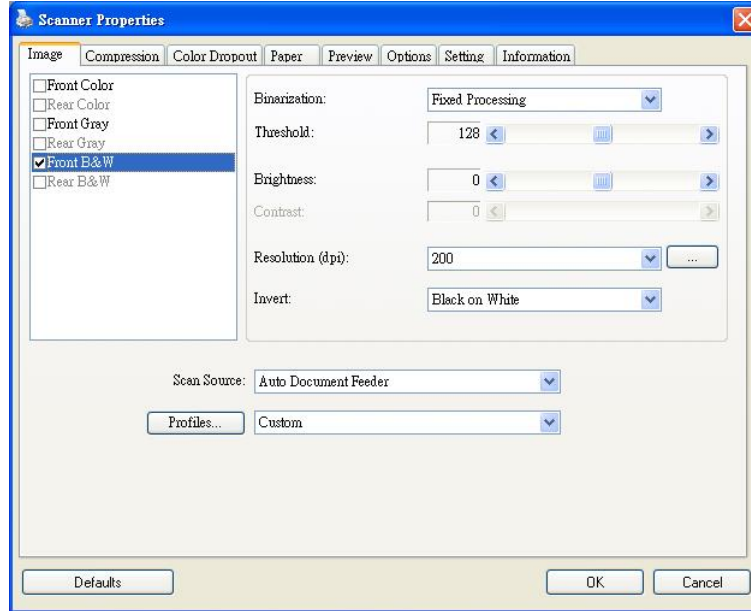 Scanner Properties
Image Compression Color Dropout Paper Preview Options Setting Information
Front Color
Rear Color
Front Gray
Rear Gray
Front B&W
Rear B&W
Binarization: Fixed Processing
Threshold: 128
Brightness: 0
Contrast: 0
Resolution (dpi): 200 ...
Invert: Black on White
Scan Source: Auto Document Feeder
Profiles... Custom
Defaults OK Cancel